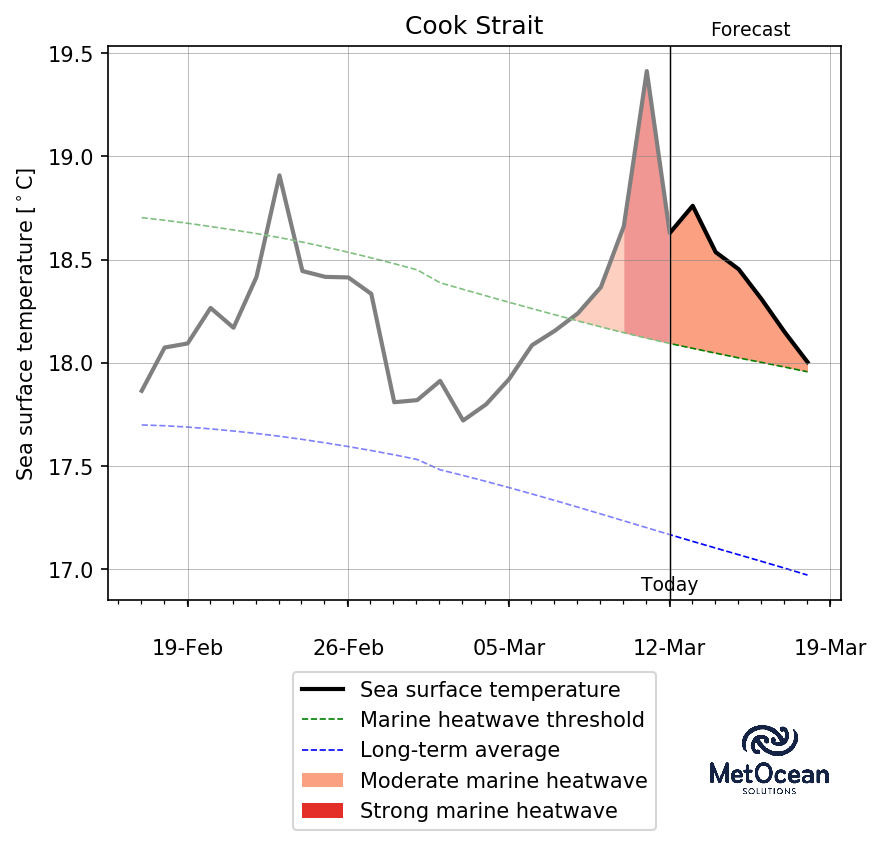 Cook Strait
Forecast
Sea surface temperature [°C]
19.5
19.0
18.5
18.0
17.5
17.0
Today
19-Feb 26-Feb 05-Mar 12-Mar 19-Mar
Sea surface temperature
Marine heatwave threshold
Long-term average
Moderate marine heatwave
Strong marine heatwave
MetOcean
SOLUTIONS